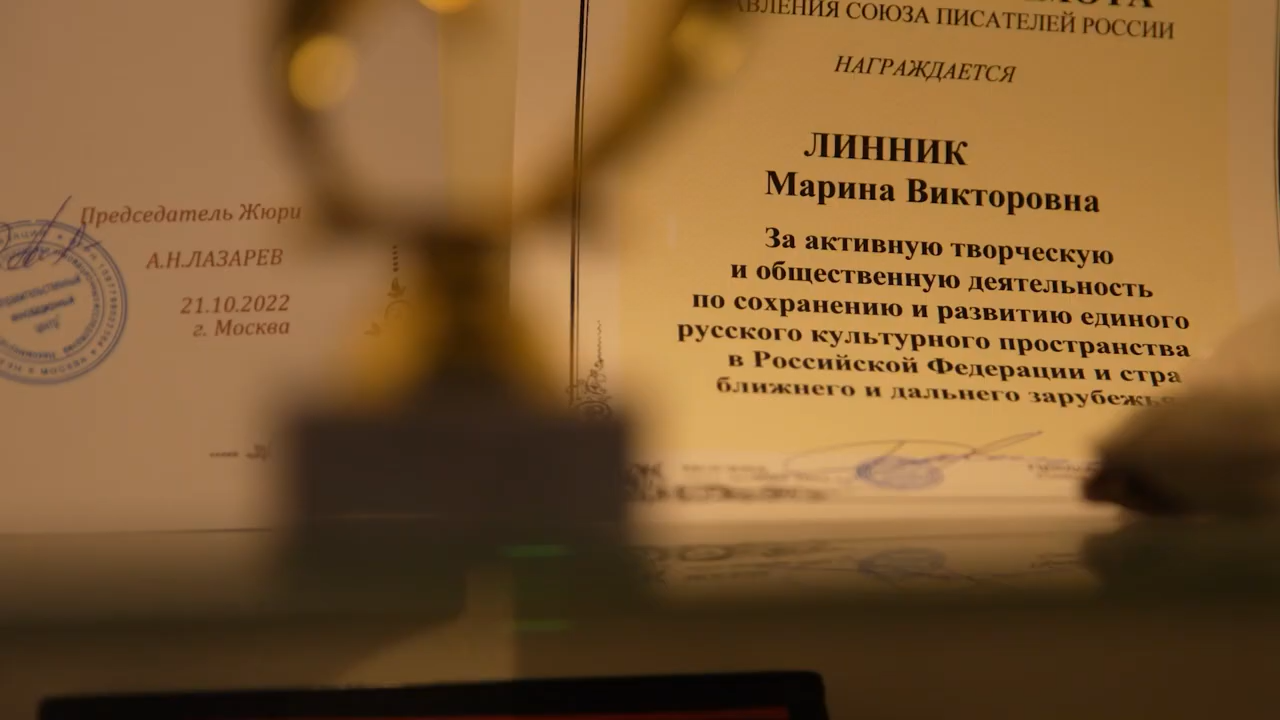 Председатель Жюри
А.Н.ЛАЗАРЕВ
21.10.2022
г. Москва
СОЮЗА ПИСАТЕЛЕЙ РОССИИ
НАГРАЖДАЕТСЯ
ЛИННИК
Марина Викторовна
За активную творческую
и общественную деятельность
по сохранению и развитию единого
русского культурного пространства
в Российской Федерации и стра
ближнего и дальнего зарубежья